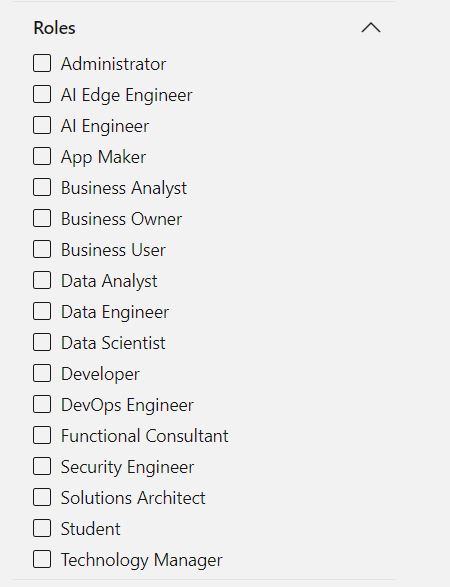 Roles
Administrator
AI Edge Engineer
AI Engineer
App Maker
Business Analyst
Business Owner
Business User
Data Analyst
Data Engineer
Data Scientist
Developer
DevOps Engineer
Functional Consultant
Security Engineer
Solutions Architect
Student
Technology Manager